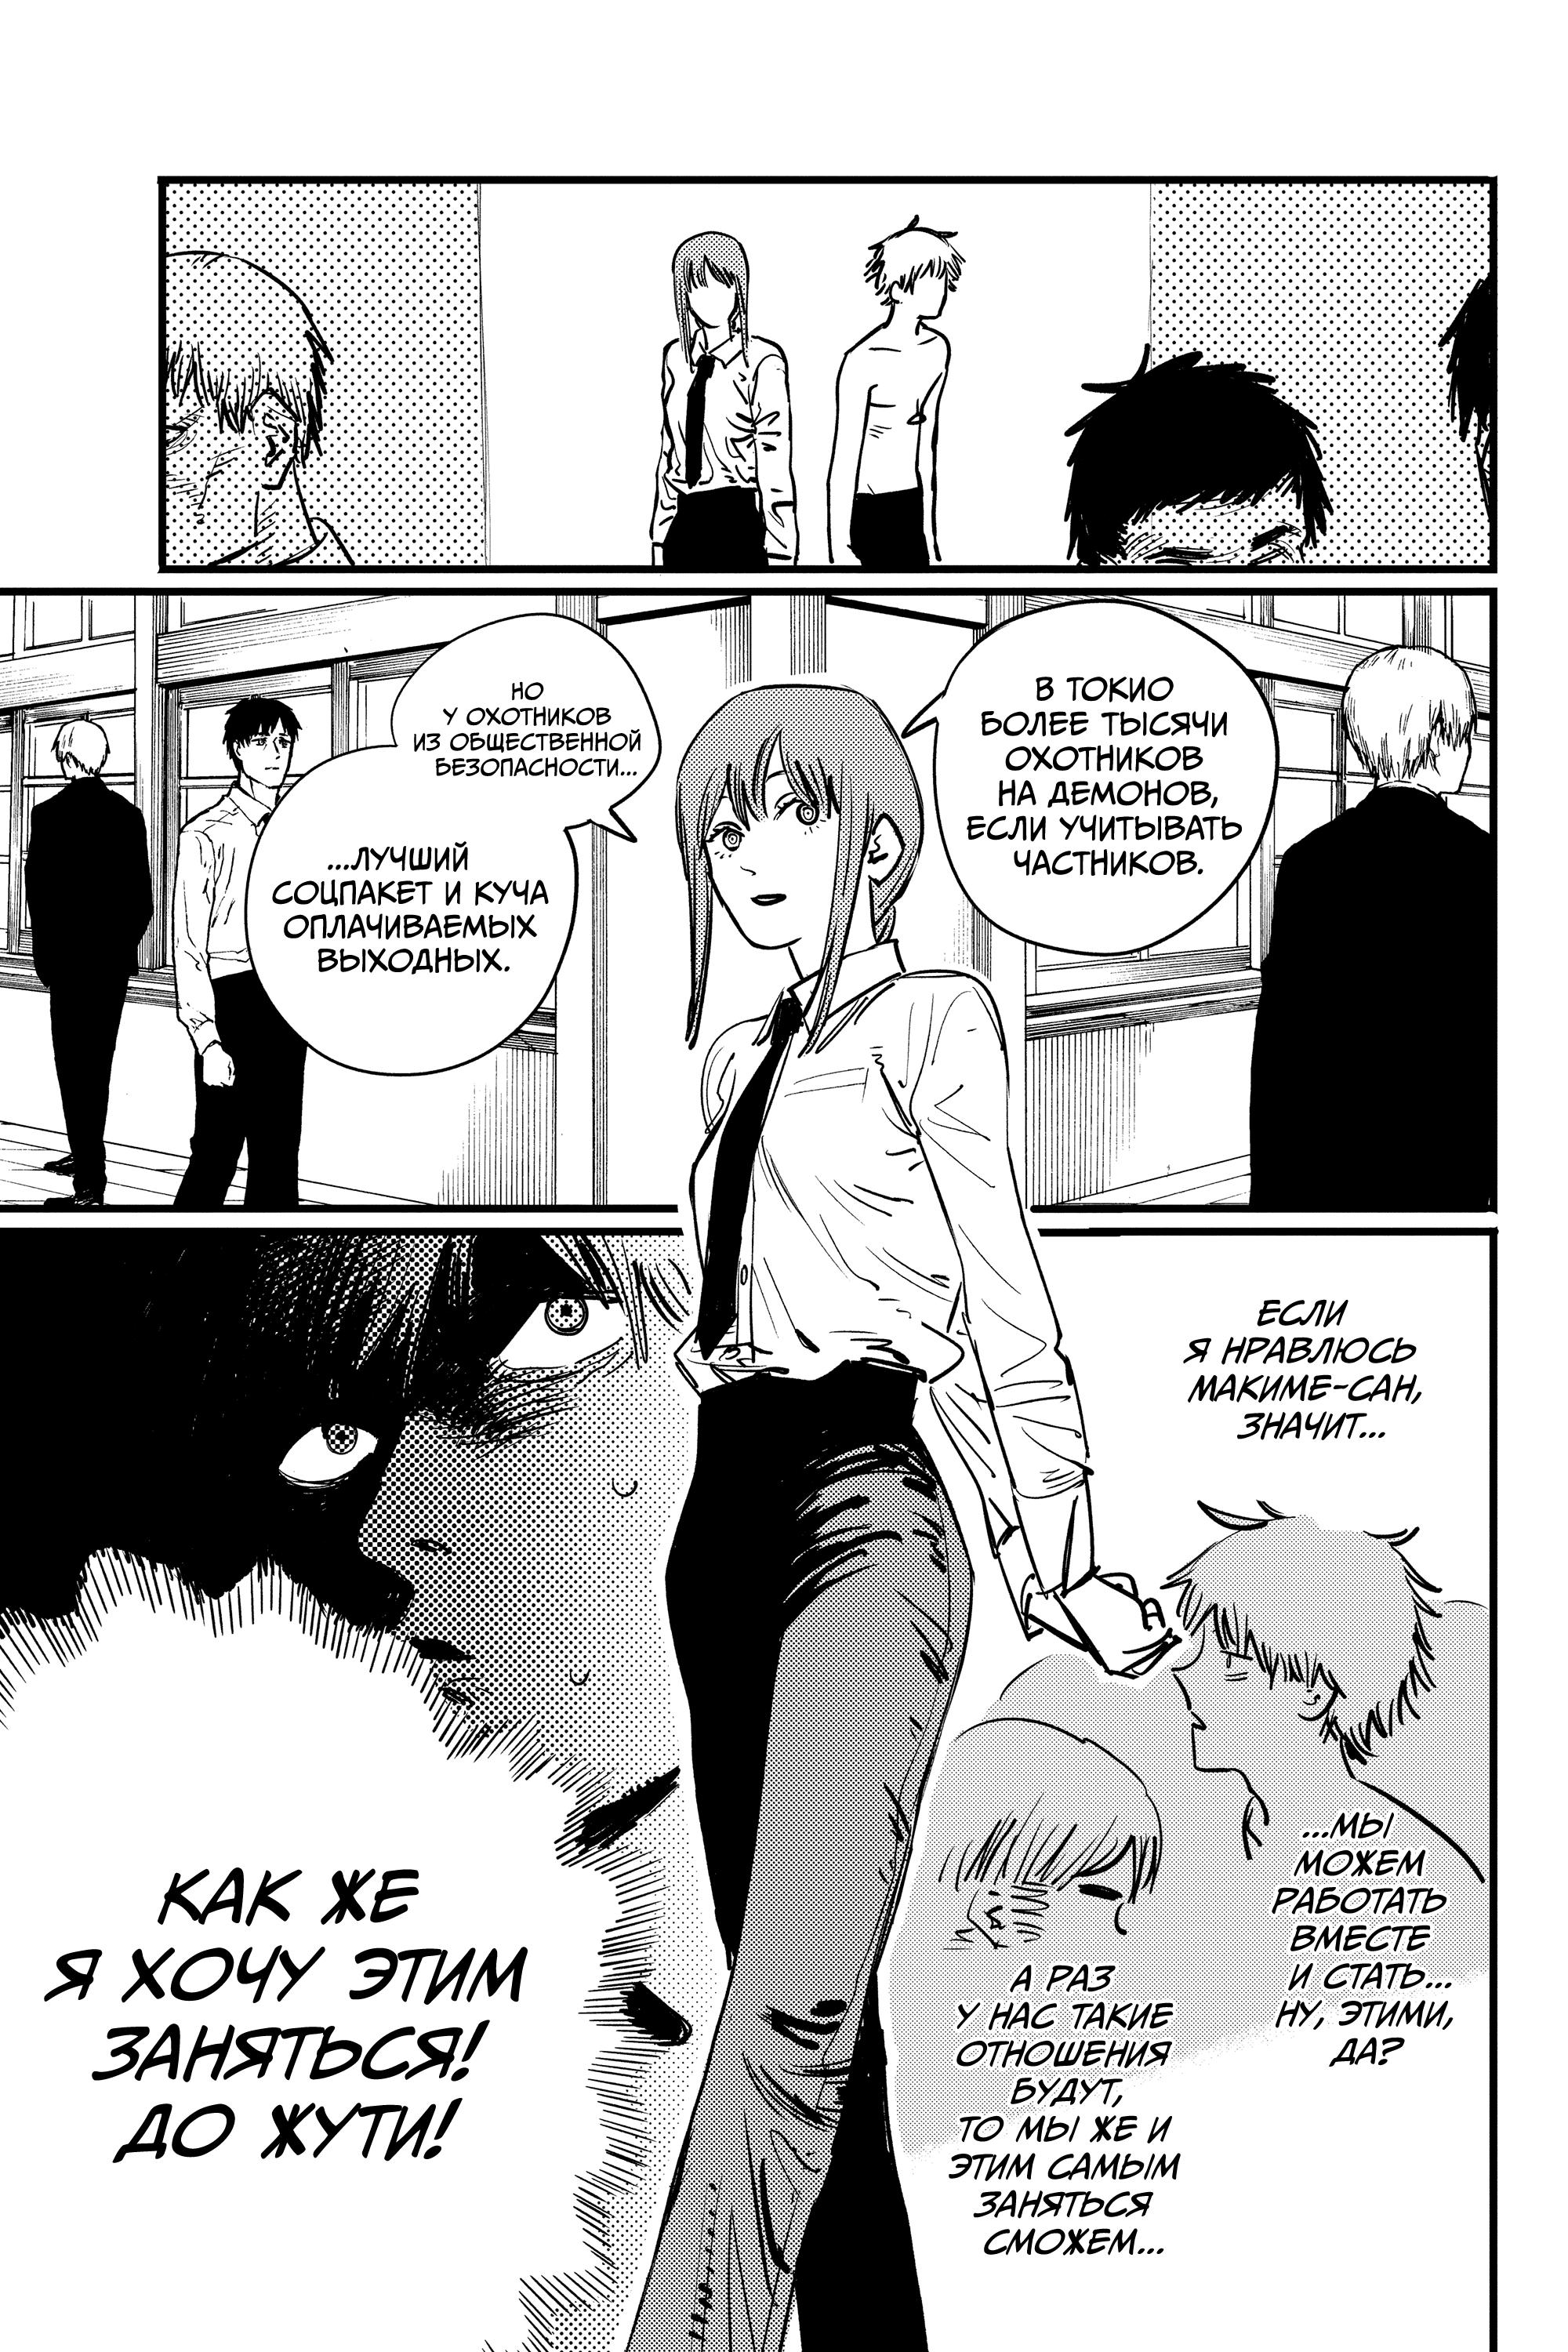 В ТОКИО
БОЛЕЕ ТЫСЯЧИ
ОХОТНИКОВ
НА ДЕМОНОВ,
ЕСЛИ УЧИТЫВАТЬ
ЧАСТНИКОВ.
НО
У ОХОТНИКОВ
ИЗ ОБЩЕСТВЕННОЙ
БЕЗОПАСНОСТИ...
...ЛУЧШИЙ
СОЦПАКЕТ И КУЧА
ОПЛАЧИВАЕМЫХ
ВЫХОДНЫХ.
ЕСЛИ
Я НРАВЛЮСЬ
МАКИМЕ-САН,
ЗНАЧИТ...
...МЫ
МОЖЕМ
РАБОТАТЬ
ВМЕСТЕ
И СТАТЬ...
НУ, ЭТИМИ,
ДА?
А РАЗ
У НАС ТАКИЕ
ОТНОШЕНИЯ
БУДУТ,
ТО МЫ ЖЕ И
ЭТИМ САМЫМ
ЗАНЯТЬСЯ
СМОЖЕМ...
КАК ЖЕ
Я ХОЧУ ЭТИМ
ЗАНЯТЬСЯ!
ДО ЖУТИ!